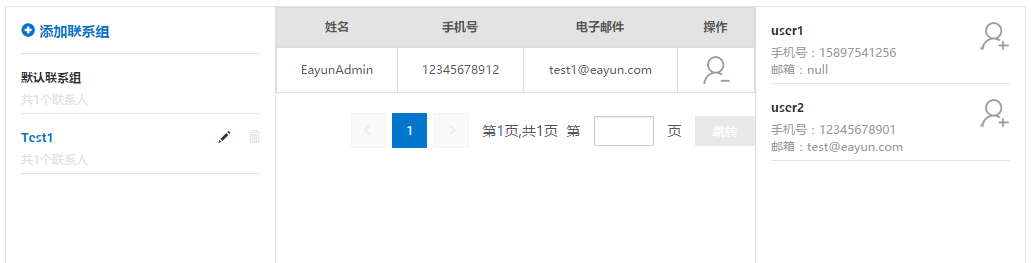 添加联系组
默认联系组
共1个联系人
Test1
共1个联系人
姓名 手机号 电子邮件 操作
EayunAdmin 12345678912 test1@eayun.com
1 第1页,共1页 第 页 跳转
user1
手机号：15897541256
邮箱：null
user2
手机号：12345678901
邮箱：test@eayun.com